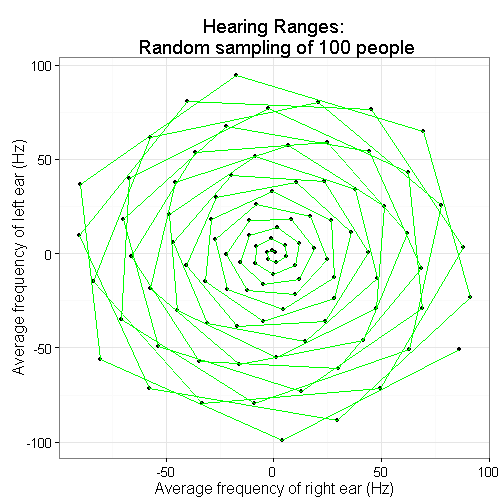 Hearing Ranges:
Random sampling of 100 people
Average frequency of left ear (Hz)
100
50
0
-50
-100
-50
0
50
100
Average frequency of right ear (Hz)